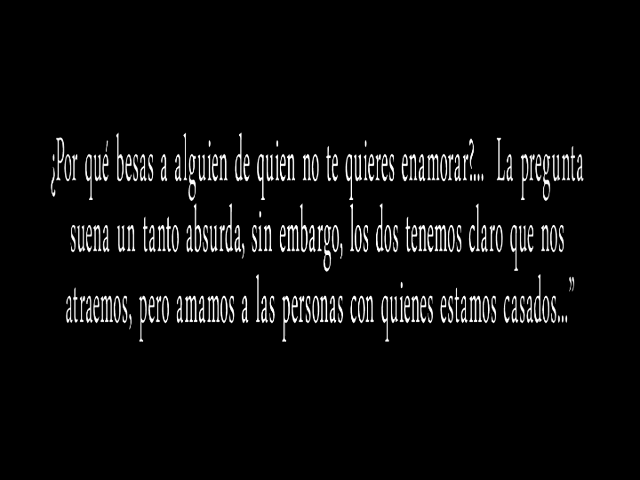 ¿Por qué besas a alguien de quien no te quieres enamorar?... La pregunta
suena un tanto absurda, sin embargo, los dos tenemos claro que nos
atraemos, pero amamos a las personas con quienes estamos casados...”